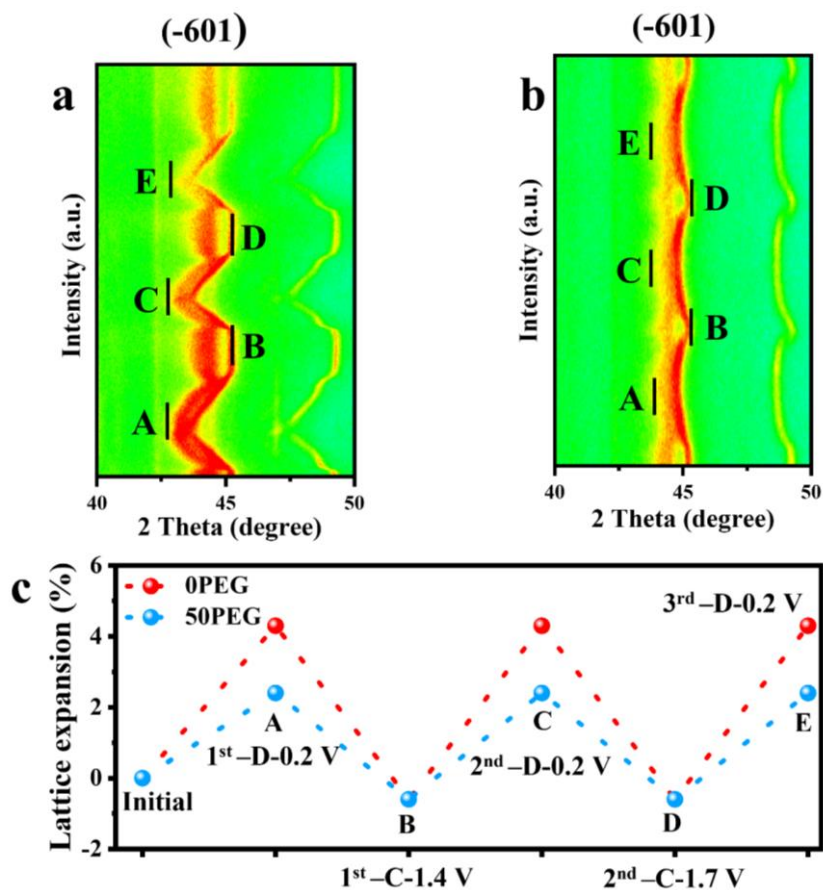 (-601)
a
E
D
C
B
A
Intensity (a.u.)
40 45 50
2 Theta (degree)
(-601)
b
E
D
C
B
A
Intensity (a.u.)
40 45 50
2 Theta (degree)
c
Lattice expansion (%)
6
4
2
0
-2
0PEG
50PEG
3rd –D-0.2 V
A
C
E
1st–D-0.2 V
2nd –D-0.2 V
Initial
B
D
1st –C-1.4 V
2nd –C-1.7 V